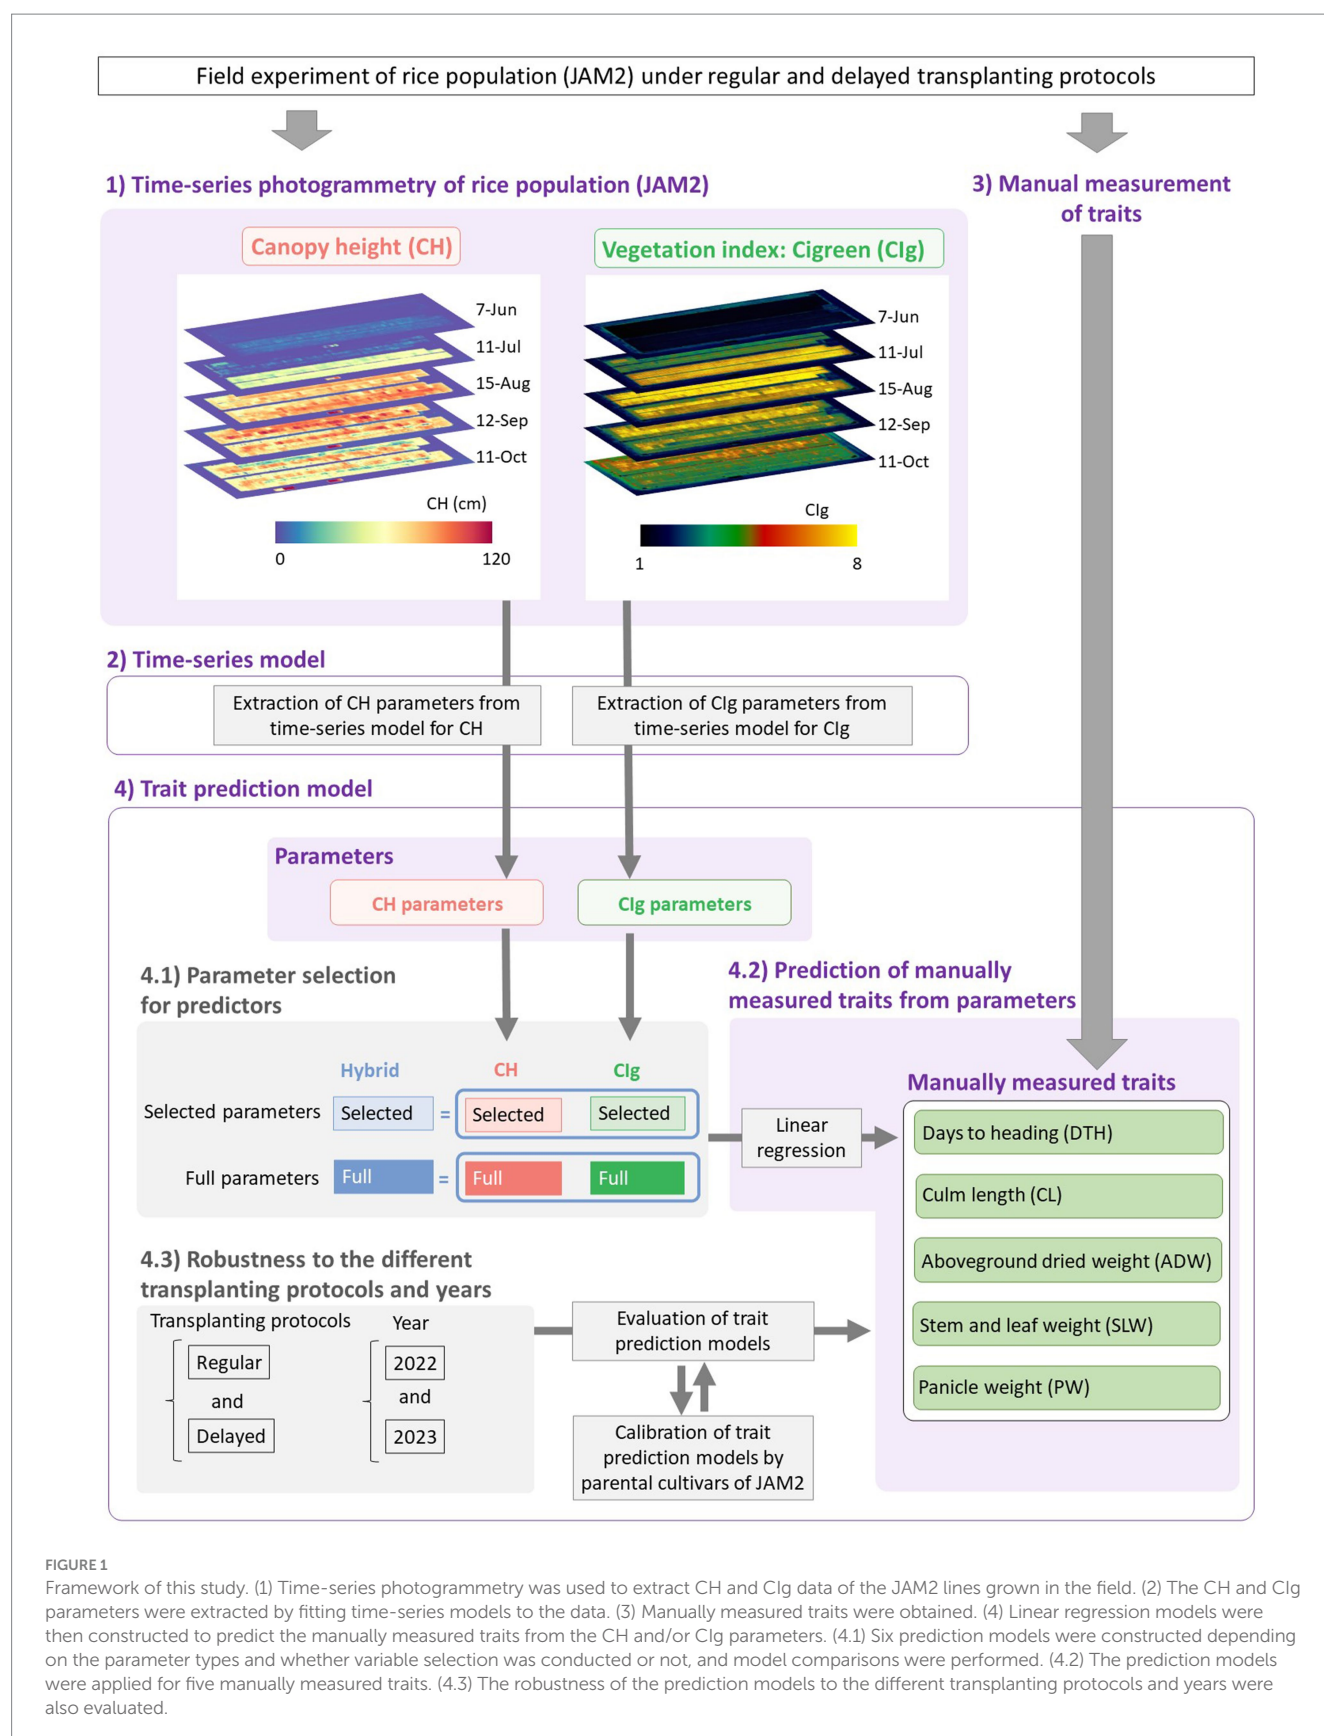 Field experiment of rice population (JAM2) under regular and delayed transplanting protocols
1) Time-series photogrammetry of rice population (JAM2)
3) Manual measurement
of traits
Canopy height (CH)
7-Jun
11-Jul
15-Aug
12-Sep
11-Oct
CH (cm)
0
120
Vegetation index: Cigreen (CIg)
7-Jun
11-Jul
15-Aug
12-Sep
11-Oct
CIg
1
8
2) Time-series model
Extraction of CH parameters from
time-series model for CH
Extraction of CIg parameters from
time-series model for CIg
4) Trait prediction model
Parameters
CH parameters
CIg parameters
4.1) Parameter selection
for predictors
Hybrid
CH
CIg
Selected parameters
Selected
=
Selected
Selected
Full parameters
Full
=
Full
Full
4.2) Prediction of manually
measured traits from parameters
Linear
regression
Manually measured traits
Days to heading (DTH)
Culm length (CL)
Aboveground dried weight (ADW)
Stem and leaf weight (SLW)
Panicle weight (PW)
4.3) Robustness to the different
transplanting protocols and years
Transplanting protocols
Regular
and
Delayed
Year
2022
and
2023
Evaluation of trait
prediction models
Calibration of trait
prediction models by
parental cultivars of JAM2
FIGURE 1
Framework of this study. (1) Time-series photogrammetry was used to extract CH and CIg data of the JAM2 lines grown in the field. (2) The CH and CIg
parameters were extracted by fitting time-series models to the data. (3) Manually measured traits were obtained. (4) Linear regression models were
then constructed to predict the manually measured traits from the CH and/or CIg parameters. (4.1) Six prediction models were constructed depending
on the parameter types and whether variable selection was conducted or not, and model comparisons were performed. (4.2) The prediction models
were applied for five manually measured traits. (4.3) The robustness of the prediction models to the different transplanting protocols and years were
also evaluated.